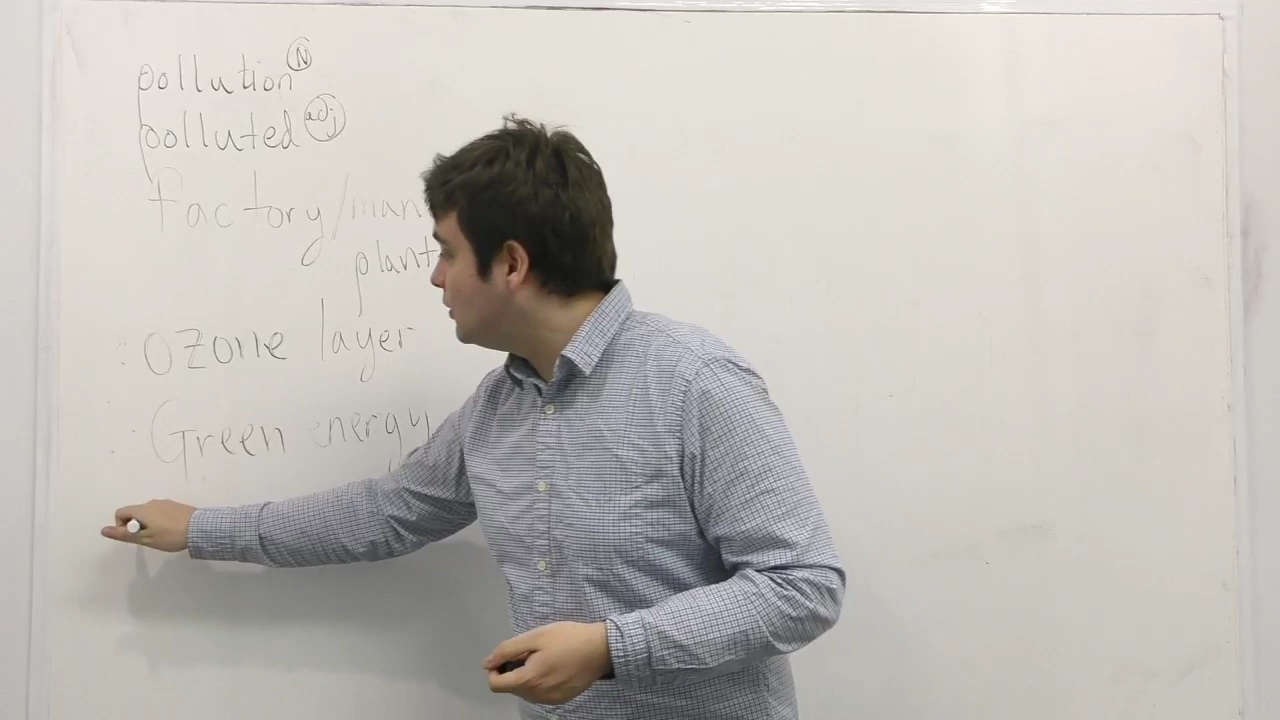 pollution N
polluted adj
factory/man
plant
ozone layer
Green energy